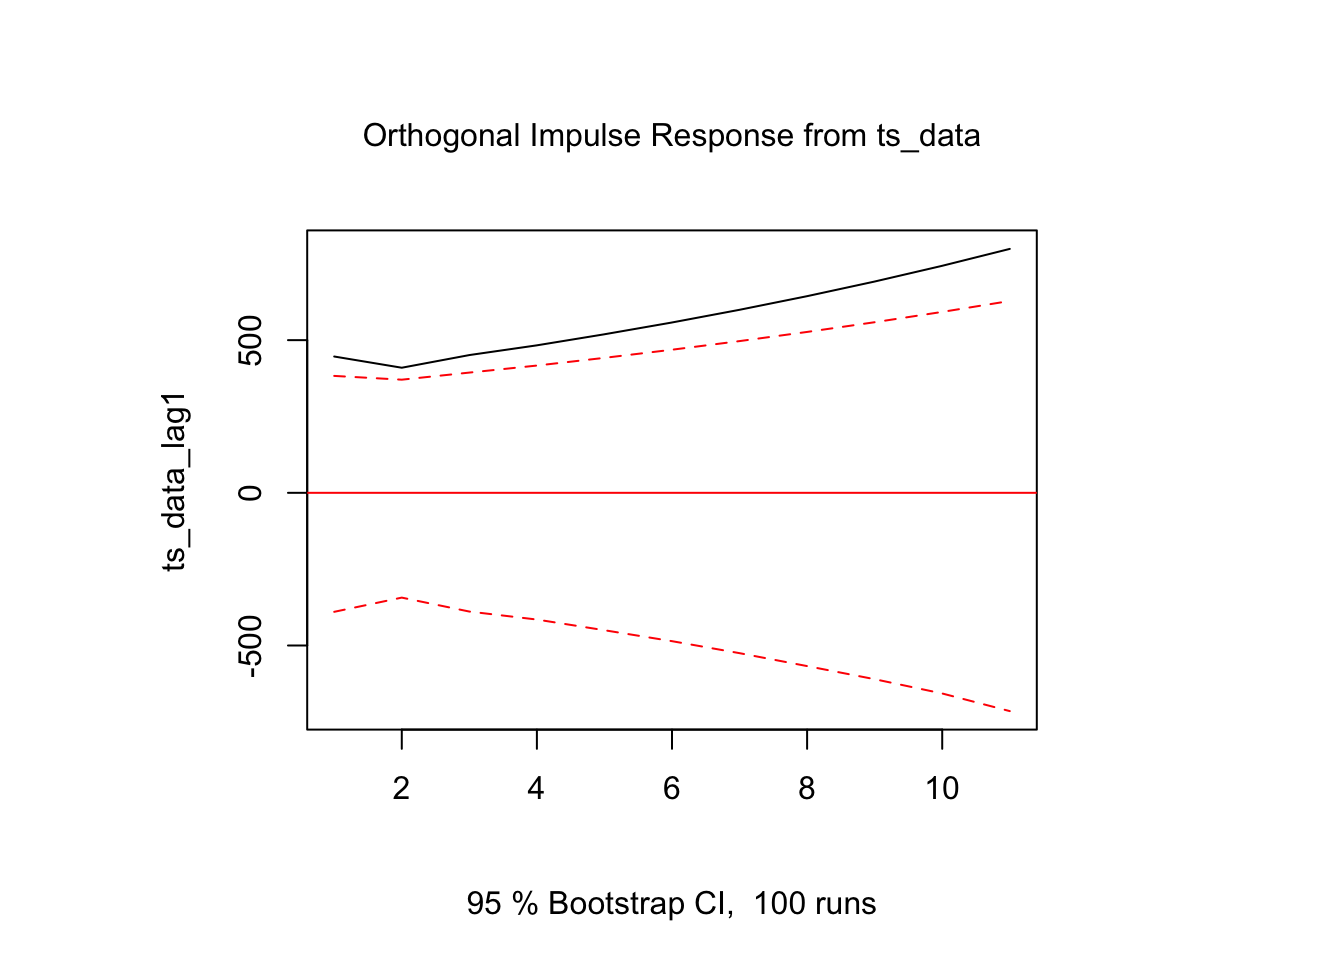 Orthogonal Impulse Response from ts_data
ts_data_lag1
500
0
-500
2 4 6 8 10
95 % Bootstrap CI,  100 runs